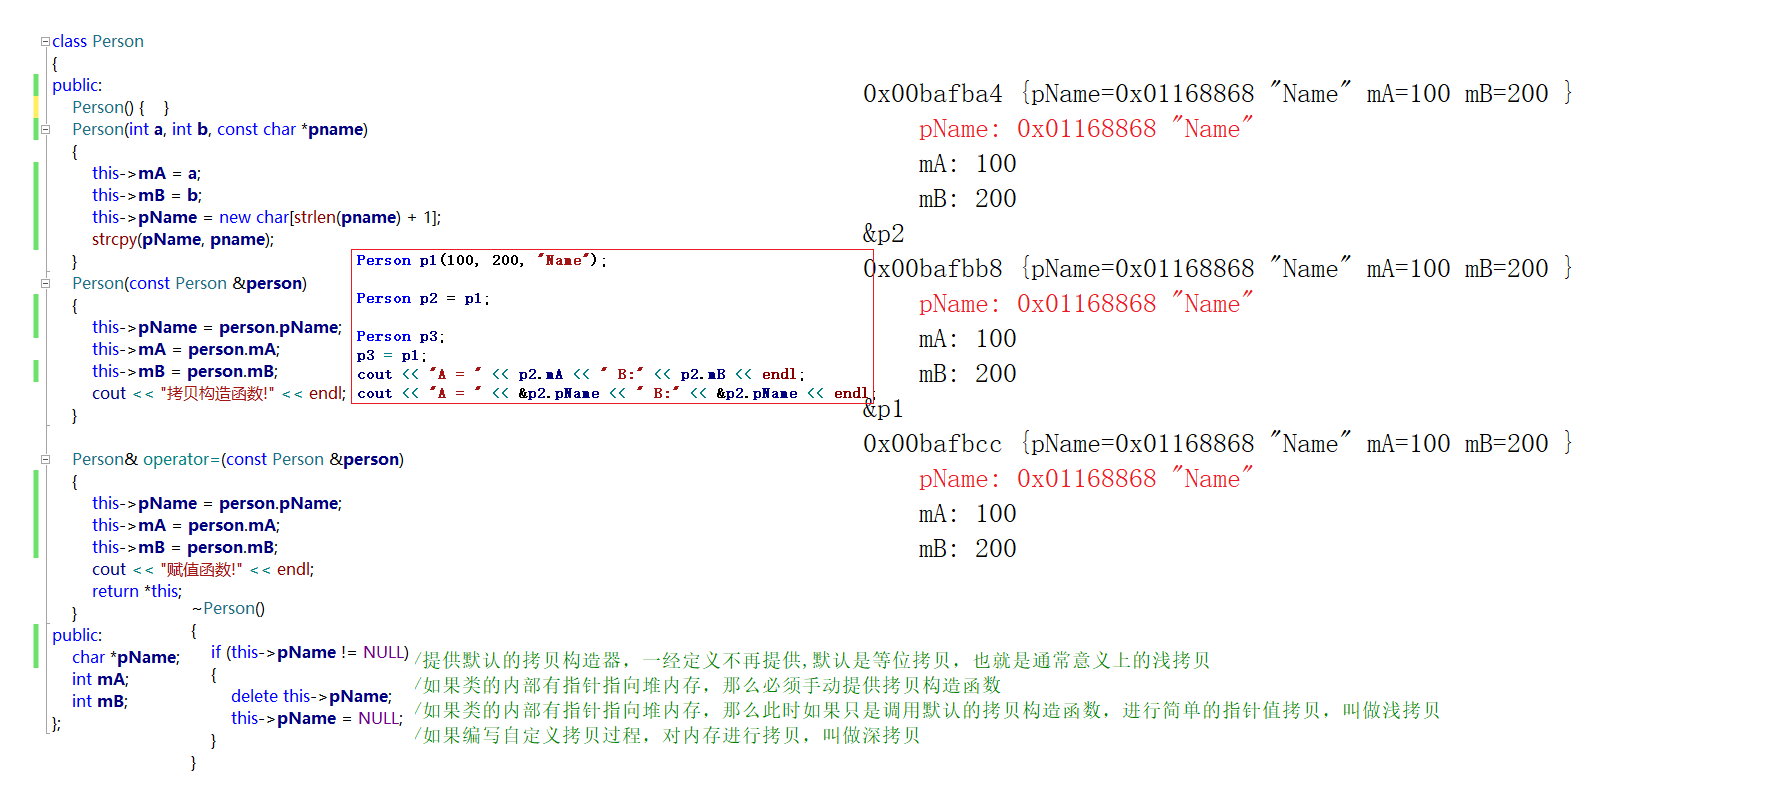 class Person
{
public:
Person() { }
Person(int a, int b, const char *pname)
{
this->mA = a;
this->mB = b;
this->pName = new char[strlen(pname) + 1];
strcpy(pName, pname);
}
Person(const Person &person)
{
this->pName = person.pName;
this->mA = person.mA;
this->mB = person.mB;
cout << "拷贝构造函数!" << endl;
}
Person& operator=(const Person &person)
{
this->pName = person.pName;
this->mA = person.mA;
this->mB = person.mB;
cout << "赋值函数!" << endl;
return *this;
}
public:
char *pName;
int mA;
int mB;
};
~Person()
{
if (this->pName != NULL)
{
delete this->pName;
this->pName = NULL;
}
}
Person p1(100, 200, "Name");
Person p2 = p1;
Person p3;
p3 = p1;
cout << "A = " << p2.mA << " B:" << p2.mB << endl;
cout << "A = " << &p2.pName << " B:" << &p2.pName << endl;
0x00bafba4 {pName=0x01168868 "Name" mA=100 mB=200 }
pName: 0x01168868 "Name"
mA: 100
mB: 200
&p2
0x00bafbb8 {pName=0x01168868 "Name" mA=100 mB=200 }
pName: 0x01168868 "Name"
mA: 100
mB: 200
&p1
0x00bafbcc {pName=0x01168868 "Name" mA=100 mB=200 }
pName: 0x01168868 "Name"
mA: 100
mB: 200
/提供默认的拷贝构造器，一经定义不再提供,默认是等位拷贝，也就是通常意义上的浅拷贝
/如果类的内部有指针指向堆内存，那么必须手动提供拷贝构造函数
/如果类的内部有指针指向堆内存，那么此时如果只是调用默认的拷贝构造函数，进行简单的指针值拷贝，叫做浅拷贝
/如果编写自定义拷贝过程，对内存进行拷贝，叫做深拷贝